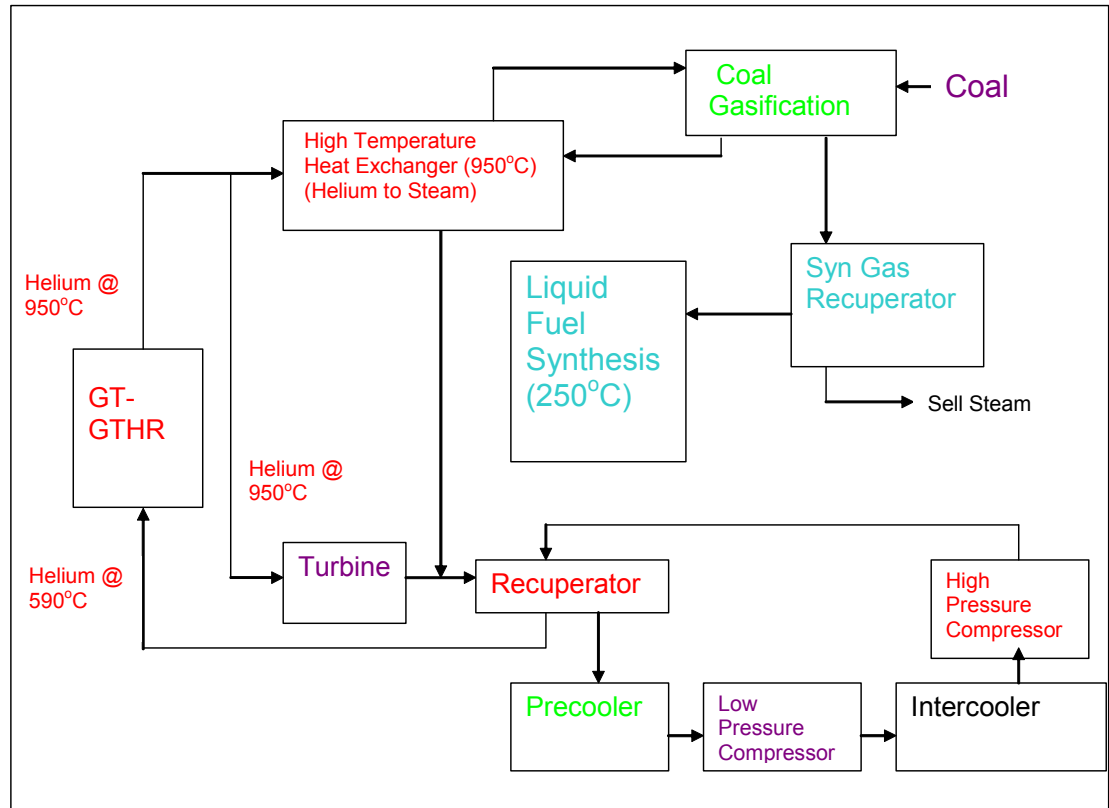 Coal
Gasification
Coal
High Temperature
Heat Exchanger (950°C)
(Helium to Steam)
Helium @
950°C
Liquid
Fuel
Synthesis
(250°C)
Syn Gas
Recuperator
GT-
GTHR
Sell Steam
Helium @
950°C
Helium @
590°C
Turbine
Recuperator
High
Pressure
Compressor
Precooler
Low
Pressure
Compressor
Intercooler